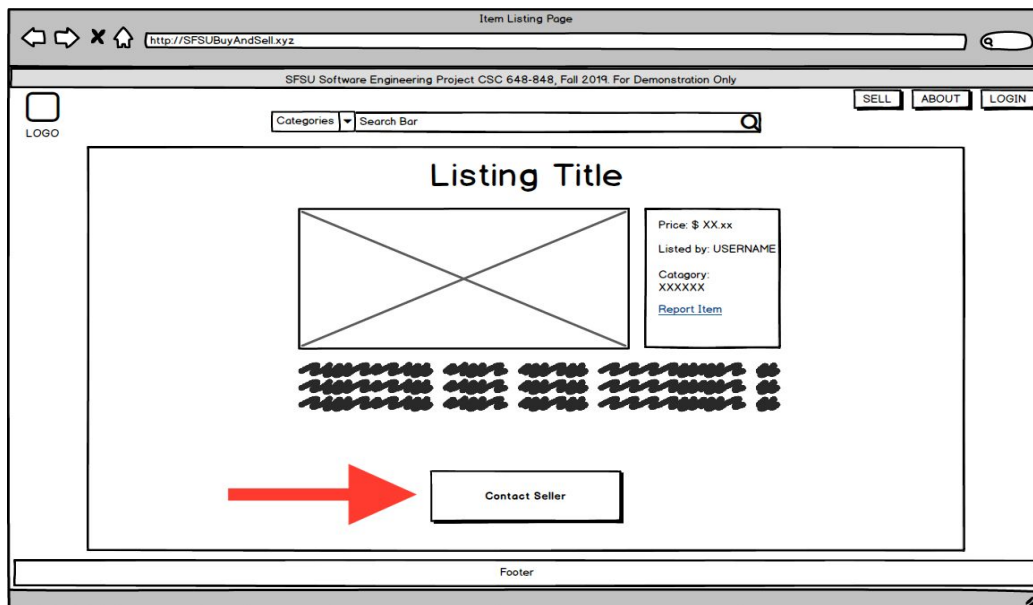 Item Listing Page
http://SFSUBuyAndSell.xyz
SFSU Software Engineering Project CSC 648-848, Fall 2019. For Demonstration Only
SELL
ABOUT
LOGIN
LOGO
Categories
Search Bar
Listing Title
Price: $ XX.xx
Listed by: USERNAME
Catagory:
XXXXXX
Report Item
Contact Seller
Footer